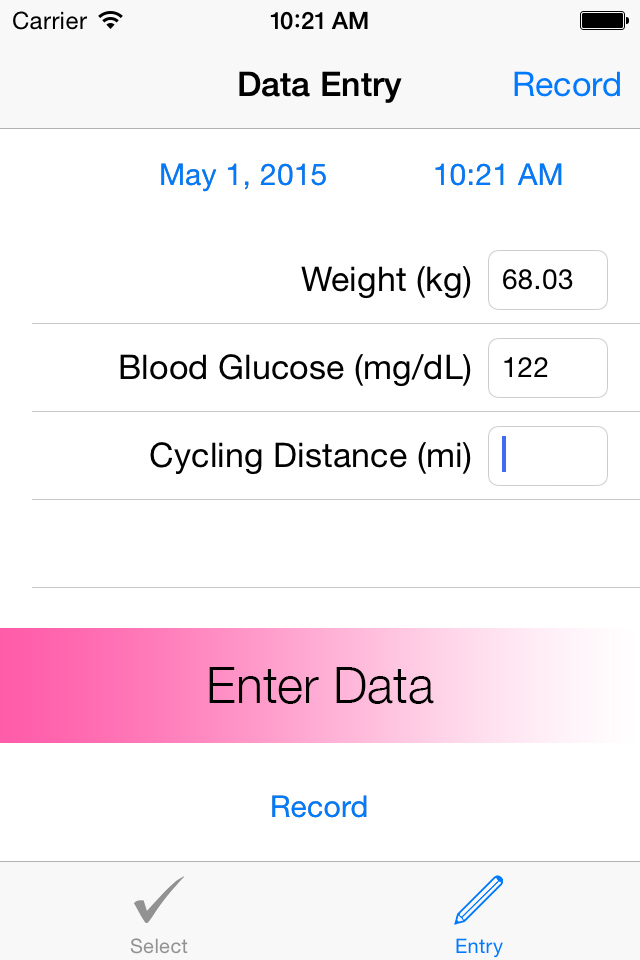 Carrier 10:21 AM
Data Entry Record
May 1, 2015 10:21 AM
Weight (kg) 68.03
Blood Glucose (mg/dL) 122
Cycling Distance (mi)
Enter Data
Record
Select Entry